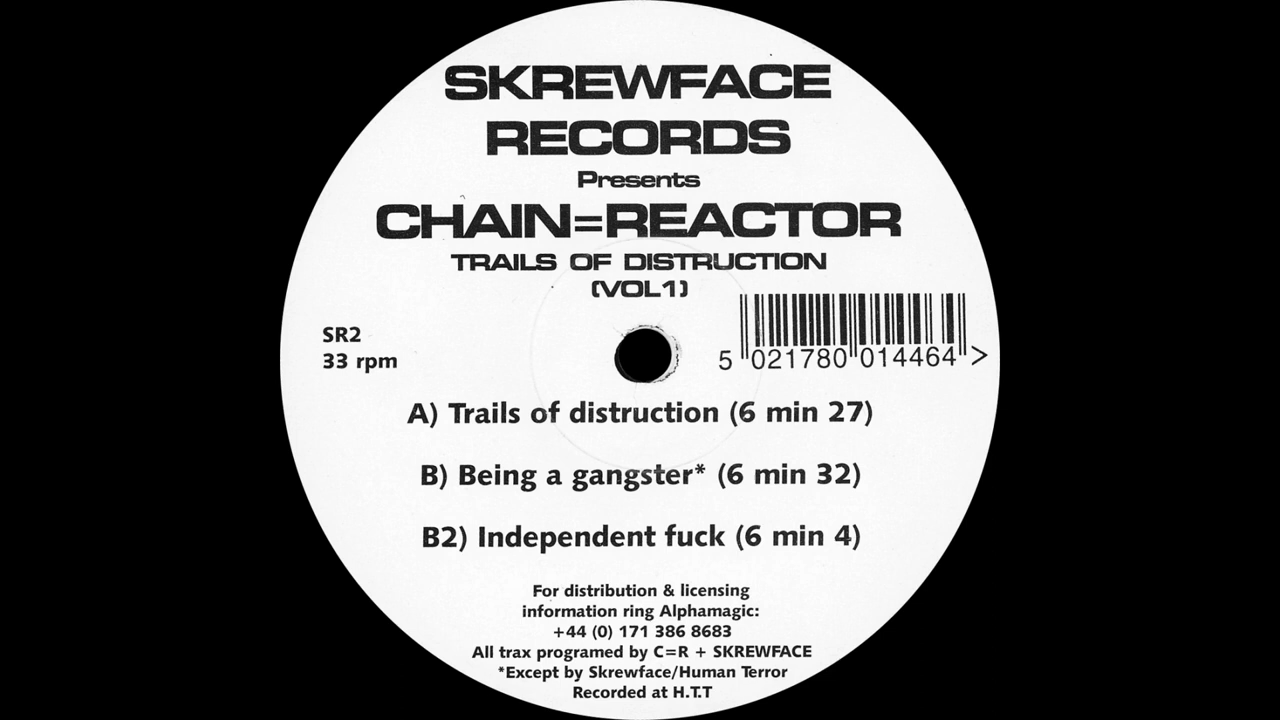 SKREWFACE
RECORDS
Presents
CHAIN=REACTOR
TRAILS OF DISTRUCTION
(VOL1)
SR2
33 rpm
5 021780 014464 >
A) Trails of distruction (6 min 27)
B) Being a gangster* (6 min 32)
B2) Independent fuck (6 min 4)
For distribution & licensing
information ring Alphamagic:
+44 (0) 171 386 8683
All trax programed by C=R + SKREWFACE
*Except by Skrewface/Human Terror
Recorded at H.T.T